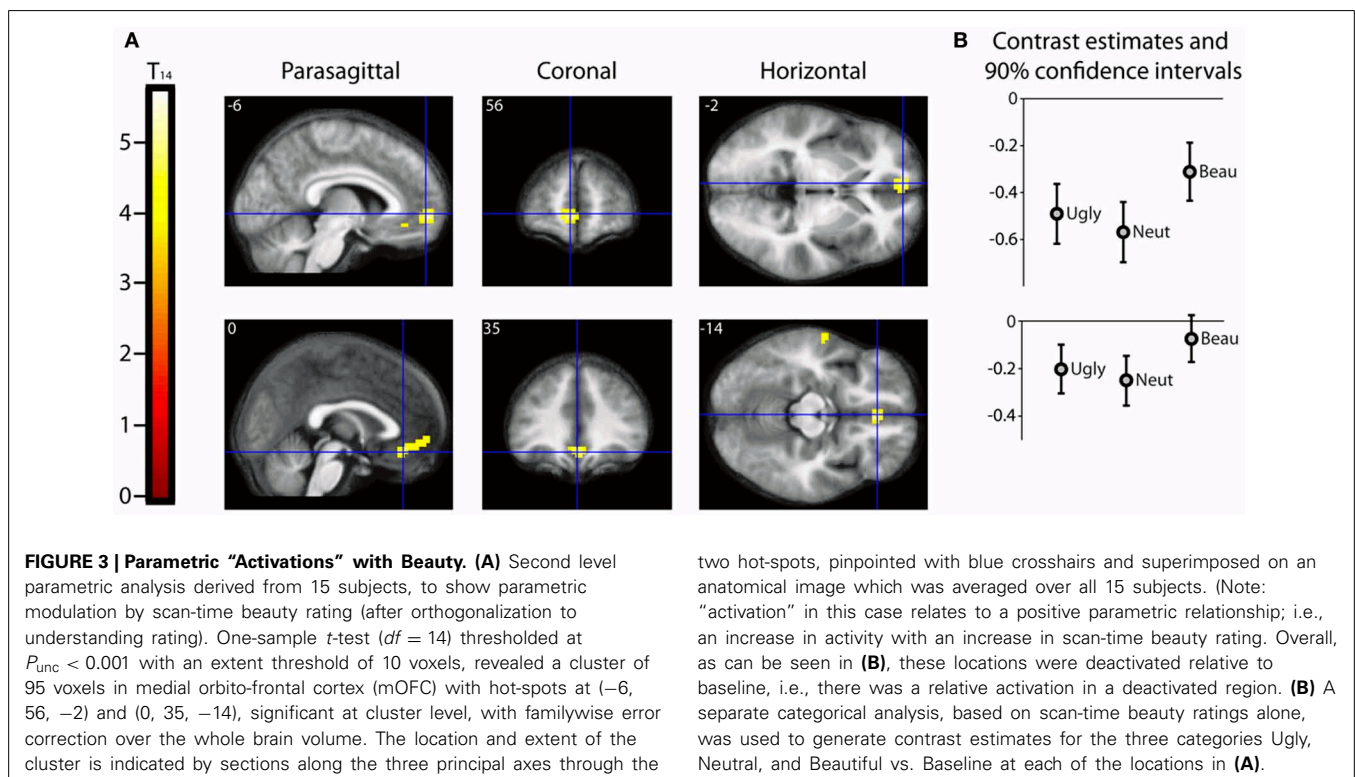 A
B
Contrast estimates and
90% confidence intervals
T14
Parasagittal
Coronal
Horizontal
5
4
3
2
1
0
-6
56
-2
0
-0.2
-0.4
-0.6
Ugly
Neut
Beau
0
35
-14
0
-0.2
-0.4
Ugly
Neut
Beau
FIGURE 3 | Parametric “Activations” with Beauty. (A) Second level
parametric analysis derived from 15 subjects, to show parametric
modulation by scan-time beauty rating (after orthogonalization to
understanding rating). One-sample t-test (df = 14) thresholded at
Punc < 0.001 with an extent threshold of 10 voxels, revealed a cluster of
95 voxels in medial orbito-frontal cortex (mOFC) with hot-spots at (−6,
56, −2) and (0, 35, −14), significant at cluster level, with familywise error
correction over the whole brain volume. The location and extent of the
cluster is indicated by sections along the three principal axes through the
two hot-spots, pinpointed with blue crosshairs and superimposed on an
anatomical image which was averaged over all 15 subjects. (Note:
“activation” in this case relates to a positive parametric relationship; i.e.,
an increase in activity with an increase in scan-time beauty rating. Overall,
as can be seen in (B), these locations were deactivated relative to
baseline, i.e., there was a relative activation in a deactivated region. (B) A
separate categorical analysis, based on scan-time beauty ratings alone,
was used to generate contrast estimates for the three categories Ugly,
Neutral, and Beautiful vs. Baseline at each of the locations in (A).